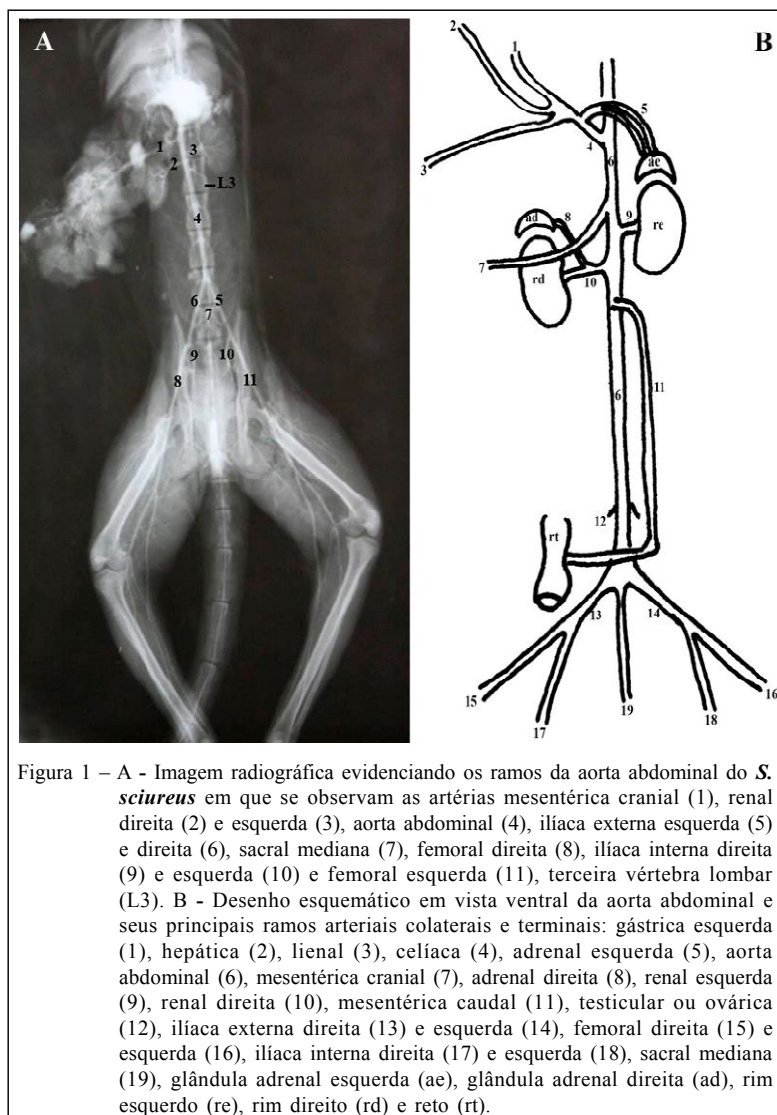 A
1
2
3
L3
4
6
5
7
9
10
8
11
B
2
1
5
4
3
6
ae
ad
8
9
re
7
rd
10
6
11
12
rt
13
14
15
16
17
18
19
Figura 1 – A - Imagem radiográfica evidenciando os ramos da aorta abdominal do S.
sciureus em que se observam as artérias mesentérica cranial (1), renal
direita (2) e esquerda (3), aorta abdominal (4), ilíaca externa esquerda (5)
e direita (6), sacral mediana (7), femoral direita (8), ilíaca interna direita
(9) e esquerda (10) e femoral esquerda (11), terceira vértebra lombar
(L3). B - Desenho esquemático em vista ventral da aorta abdominal e
seus principais ramos arteriais colaterais e terminais: gástrica esquerda
(1), hepática (2), lienal (3), celíaca (4), adrenal esquerda (5), aorta
abdominal (6), mesentérica cranial (7), adrenal direita (8), renal esquerda
(9), renal direita (10), mesentérica caudal (11), testicular ou ovárica
(12), ilíaca externa direita (13) e esquerda (14), femoral direita (15) e
esquerda (16), ilíaca interna direita (17) e esquerda (18), sacral mediana
(19), glândula adrenal esquerda (ae), glândula adrenal direita (ad), rim
esquerdo (re), rim direito (rd) e reto (rt).